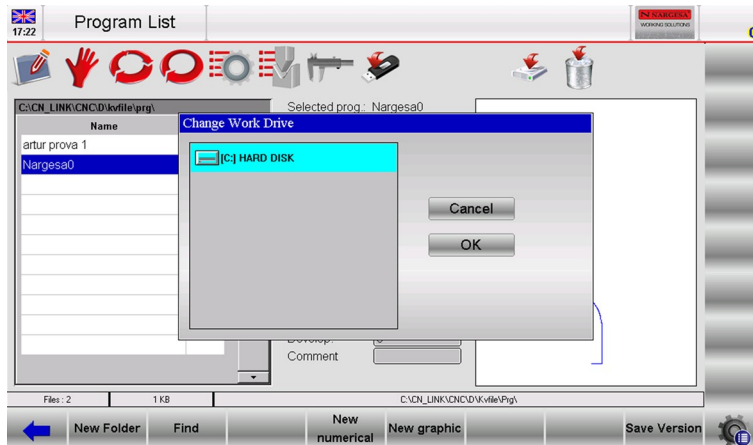 17:22
Program List
N NARGESA
WORKING SOLUTIONS
C:\CN_LINK\CNC\D\kvfile\prg\
Selected prog.: Nargesa0
Name
Change Work Drive
artur prova 1
[C:] HARD DISK
Nargesa0
Cancel
OK
Comment
Files : 2
1 KB
C:\CN_LINK\CNC\D\Kvfile\Prg\
New Folder
Find
New numerical
New graphic
Save Version